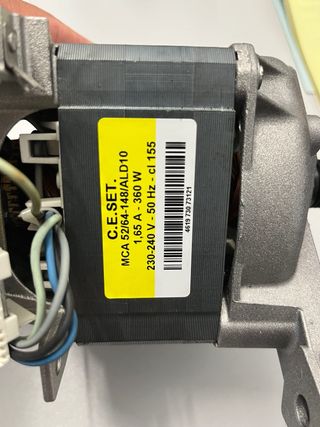 C.E.SET.
MCA 52/64-148/ALD10
1,65 A - 360 W
230-240 V - 50 Hz - cl 155
4619 730 73121